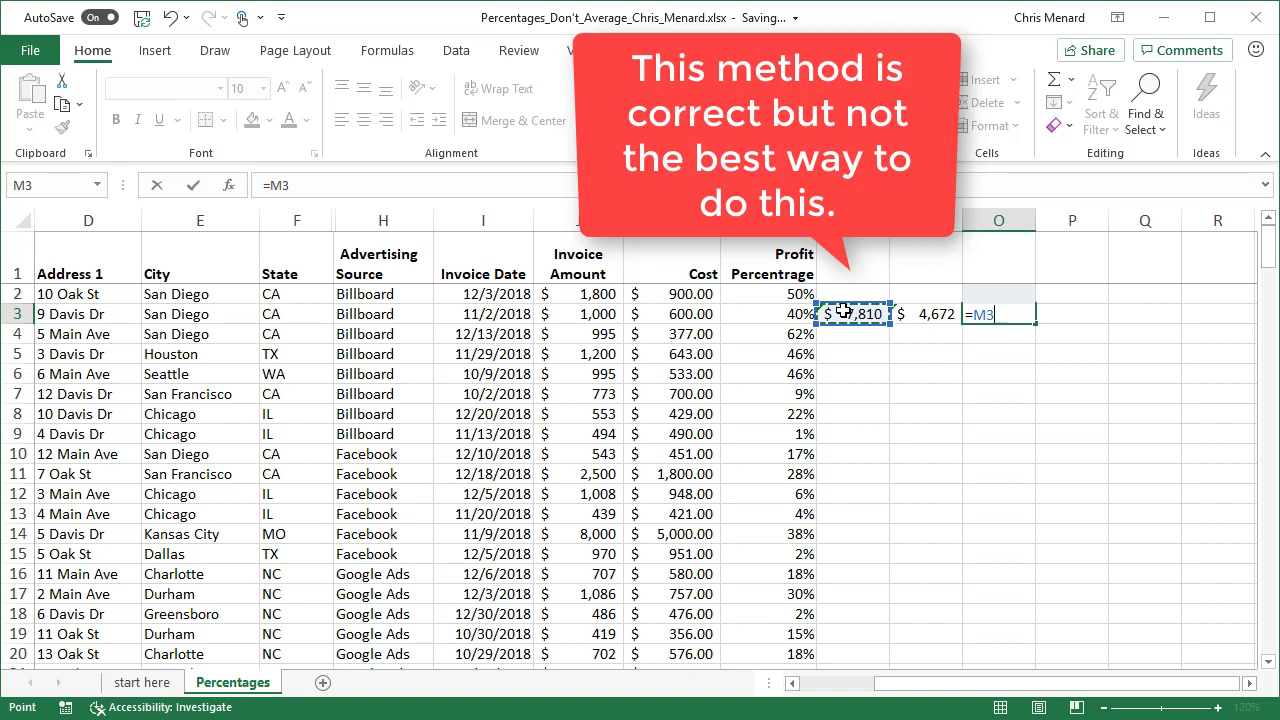 AutoSave On Percentages_Don't_Average_Chris_Menard.xlsx - Saving... Chris Menard
File Home Insert Draw Page Layout Formulas Data Review Share Comments
This method is
correct but not
the best way to
do this.
Paste 10 Wrap Text Insert Sort & Find & Ideas
B I U Merge & Center Delete Filter Select
Format
Clipboard Font Alignment Cells Editing Ideas
M3 fx =M3
D E F H I O P Q R
Advertising Invoice Profit
1 Address 1 City State Source Invoice Date Amount Cost Percentrage
2 10 Oak St San Diego CA Billboard 12/3/2018 $ 1,800 $ 900.00 50%
3 9 Davis Dr San Diego CA Billboard 11/2/2018 $ 1,000 $ 600.00 40% $ 7,810 $ 4,672 =M3
4 5 Main Ave San Diego CA Billboard 12/13/2018 $ 995 $ 377.00 62%
5 3 Davis Dr Houston TX Billboard 11/29/2018 $ 1,200 $ 643.00 46%
6 6 Main Ave Seattle WA Billboard 10/9/2018 $ 995 $ 533.00 46%
7 12 Davis Dr San Francisco CA Billboard 10/2/2018 $ 773 $ 700.00 9%
8 10 Davis Dr Chicago IL Billboard 12/20/2018 $ 553 $ 429.00 22%
9 4 Davis Dr Chicago IL Billboard 11/13/2018 $ 494 $ 490.00 1%
10 12 Main Ave San Diego CA Facebook 12/10/2018 $ 543 $ 451.00 17%
11 7 Oak St San Francisco CA Facebook 12/18/2018 $ 2,500 $ 1,800.00 28%
12 3 Main Ave Chicago IL Facebook 12/5/2018 $ 1,008 $ 948.00 6%
13 4 Main Ave Chicago IL Facebook 11/20/2018 $ 439 $ 421.00 4%
14 5 Davis Dr Kansas City MO Facebook 11/9/2018 $ 8,000 $ 5,000.00 38%
15 5 Oak St Dallas TX Facebook 12/5/2018 $ 970 $ 951.00 2%
16 11 Main Ave Charlotte NC Google Ads 12/6/2018 $ 707 $ 580.00 18%
17 2 Main Ave Durham NC Google Ads 12/3/2018 $ 1,086 $ 757.00 30%
18 6 Davis Dr Greensboro NC Google Ads 12/30/2018 $ 486 $ 476.00 2%
19 11 Oak St Durham NC Google Ads 10/30/2018 $ 419 $ 356.00 15%
20 13 Oak St Charlotte NC Google Ads 10/29/2018 $ 702 $ 576.00 18%
start here Percentages
Point Accessibility: Investigate 120%